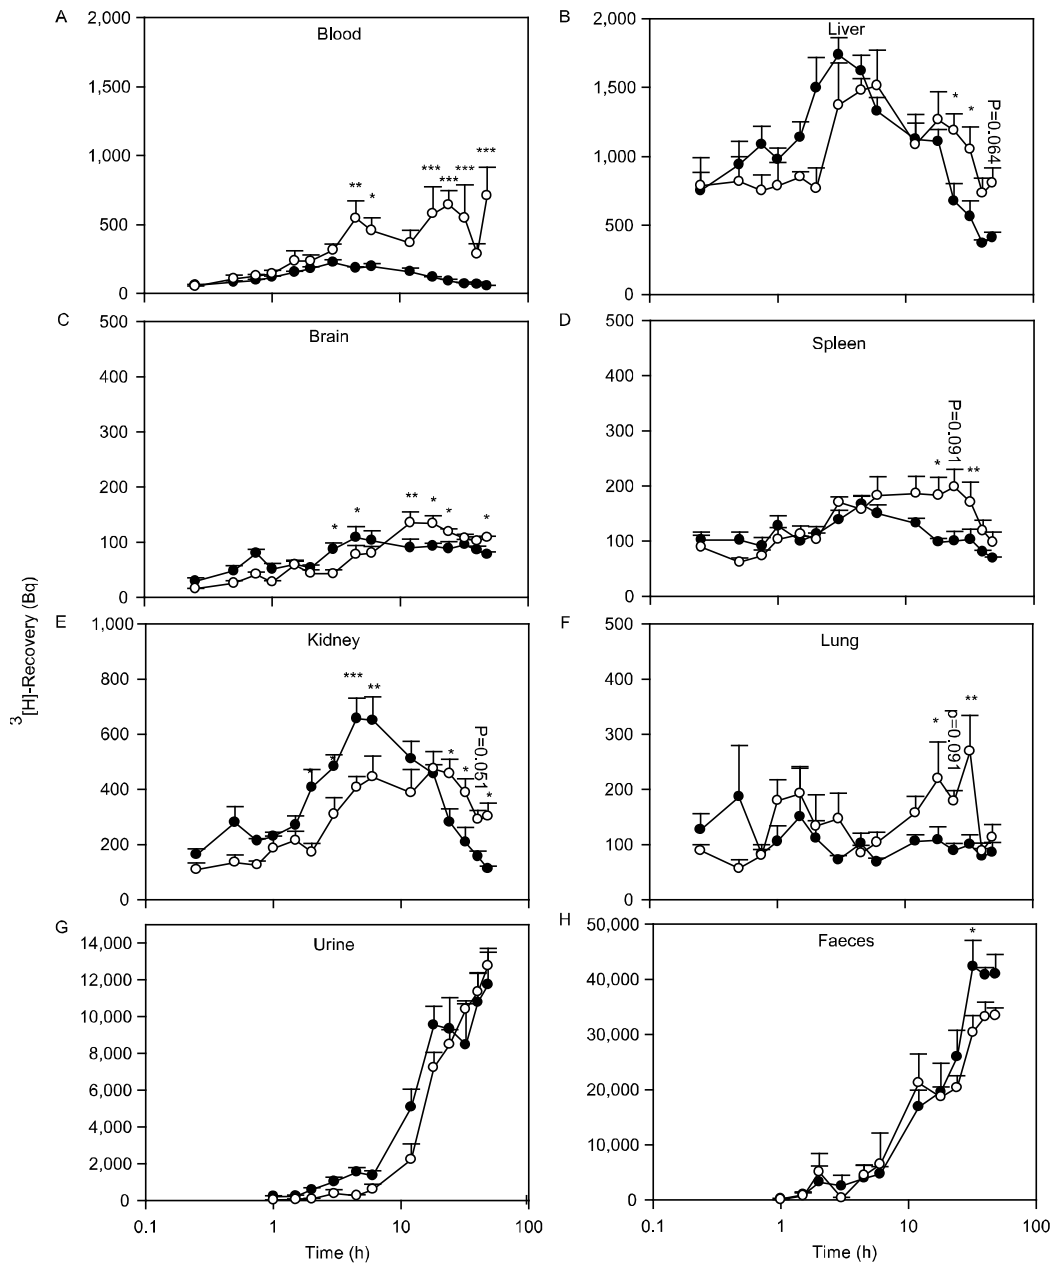 A
Blood
2,000
1,500
1,000
500
0
** * *** *** *** ***
B
Liver
2,000
1,500
1,000
500
0
* *
P=0.064
C
Brain
500
400
300
200
100
0
* * ** * * *
D
Spleen
500
400
300
200
100
0
* **
P=0.091
E
Kidney
1,000
800
600
400
200
0
* * *** ** * * *
P=0.051
F
Lung
500
400
300
200
100
0
* **
p=0.091
G
Urine
14,000
12,000
10,000
8,000
6,000
4,000
2,000
0
0.1 1 10 100
Time (h)
H
Faeces
50,000
40,000
30,000
20,000
10,000
0
*
0.1 1 10 100
Time (h)
3[H]-Recovery (Bq)